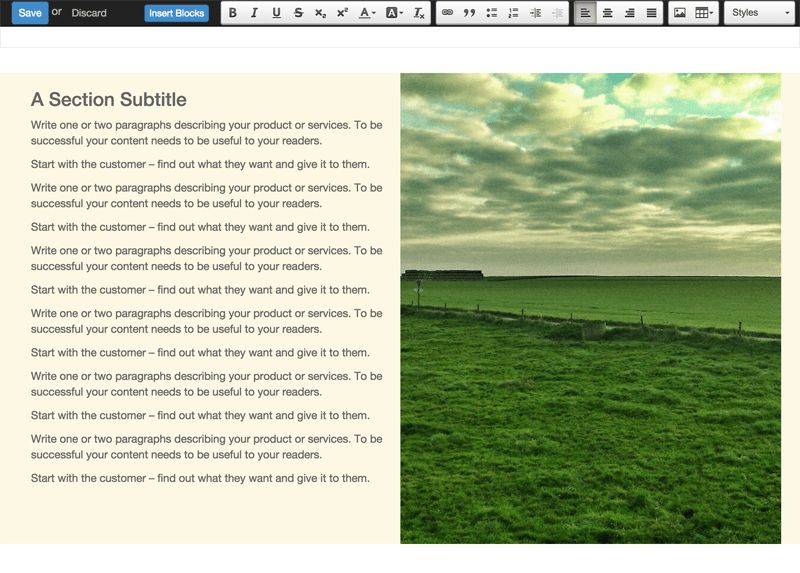 Save or Discard Insert Blocks B I U S x₂ x² A A Ix Styles
A Section Subtitle
Write one or two paragraphs describing your product or services. To be
successful your content needs to be useful to your readers.
Start with the customer – find out what they want and give it to them.
Write one or two paragraphs describing your product or services. To be
successful your content needs to be useful to your readers.
Start with the customer – find out what they want and give it to them.
Write one or two paragraphs describing your product or services. To be
successful your content needs to be useful to your readers.
Start with the customer – find out what they want and give it to them.
Write one or two paragraphs describing your product or services. To be
successful your content needs to be useful to your readers.
Start with the customer – find out what they want and give it to them.
Write one or two paragraphs describing your product or services. To be
successful your content needs to be useful to your readers.
Start with the customer – find out what they want and give it to them.
Write one or two paragraphs describing your product or services. To be
successful your content needs to be useful to your readers.
Start with the customer – find out what they want and give it to them.